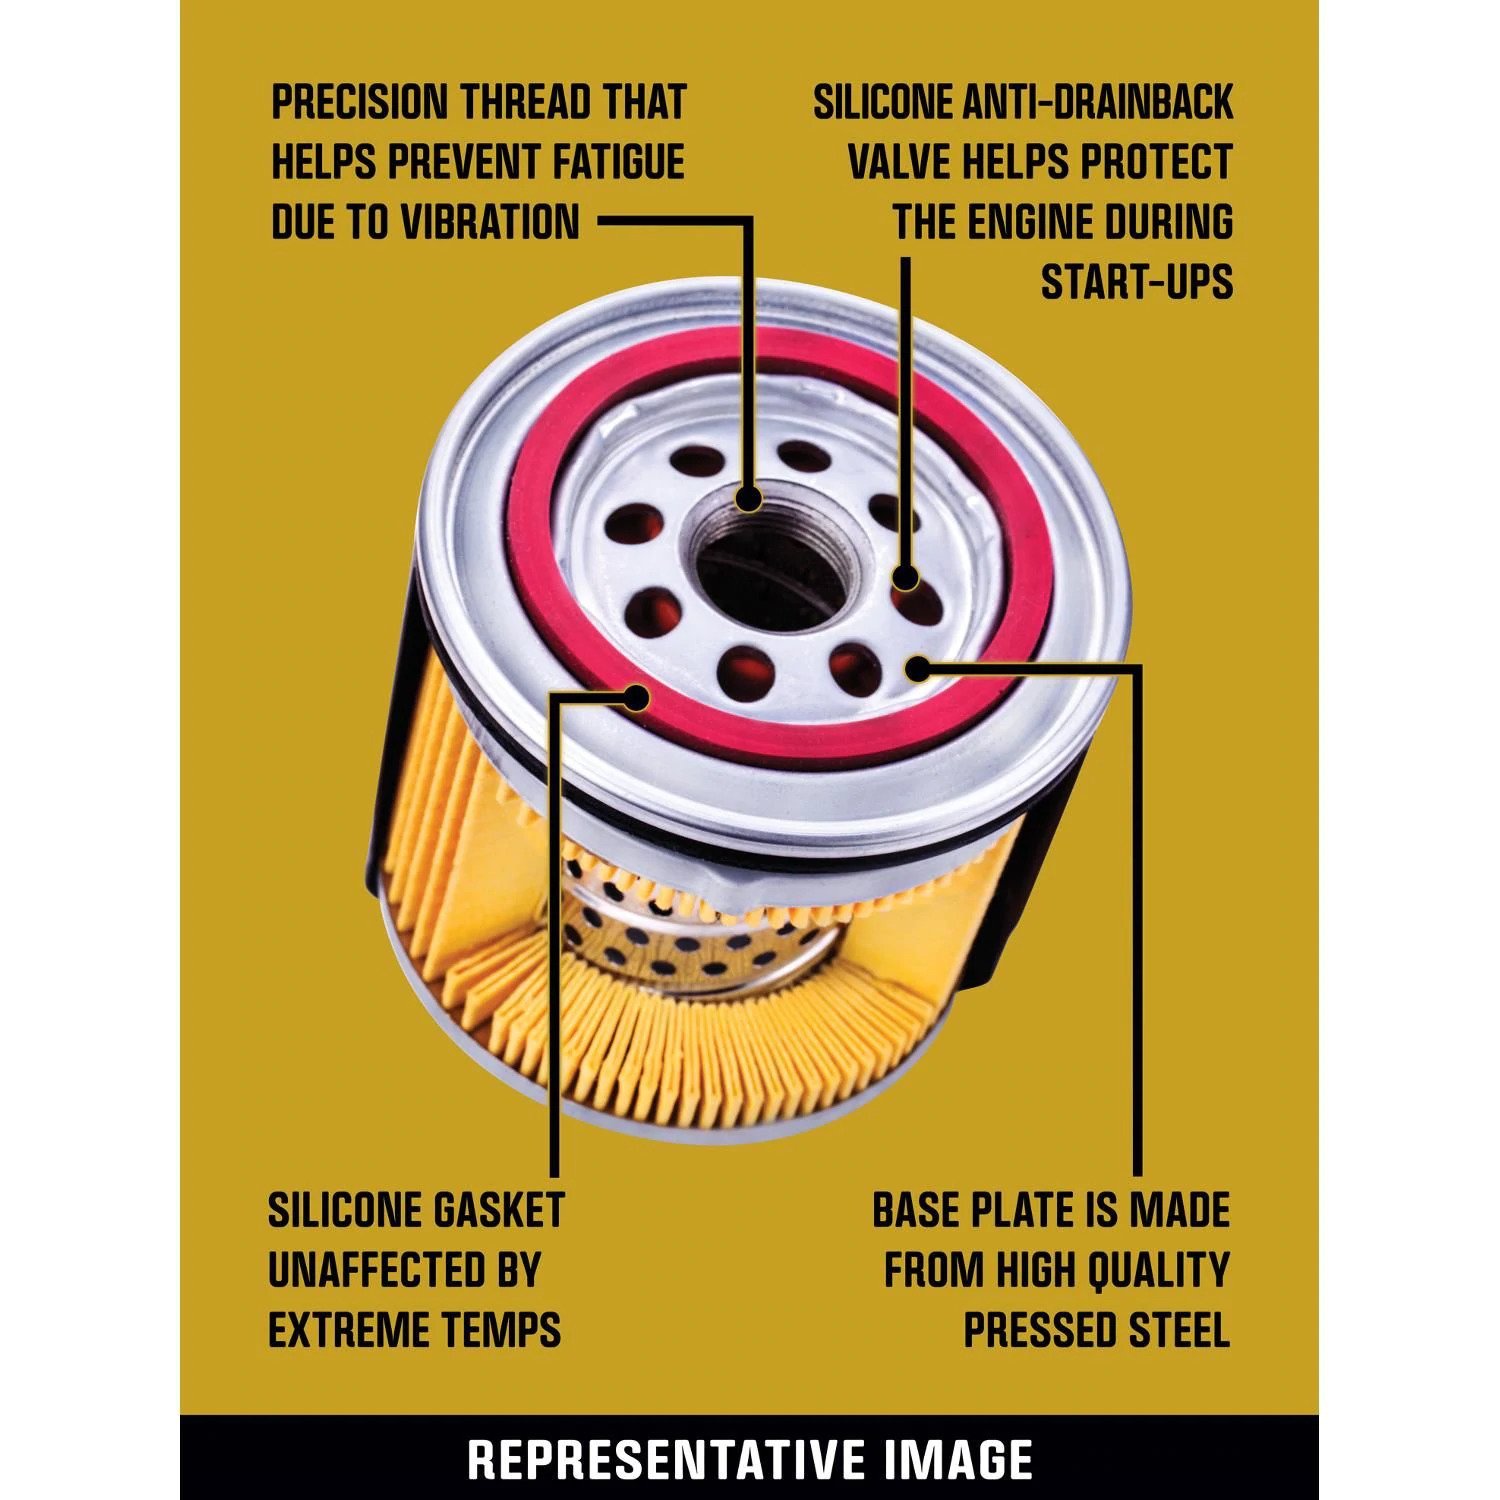 PRECISION THREAD THAT
HELPS PREVENT FATIGUE
DUE TO VIBRATION
SILICONE ANTI-DRAINBACK
VALVE HELPS PROTECT
THE ENGINE DURING
START-UPS
SILICONE GASKET
UNAFFECTED BY
EXTREME TEMPS
BASE PLATE IS MADE
FROM HIGH QUALITY
PRESSED STEEL
REPRESENTATIVE IMAGE